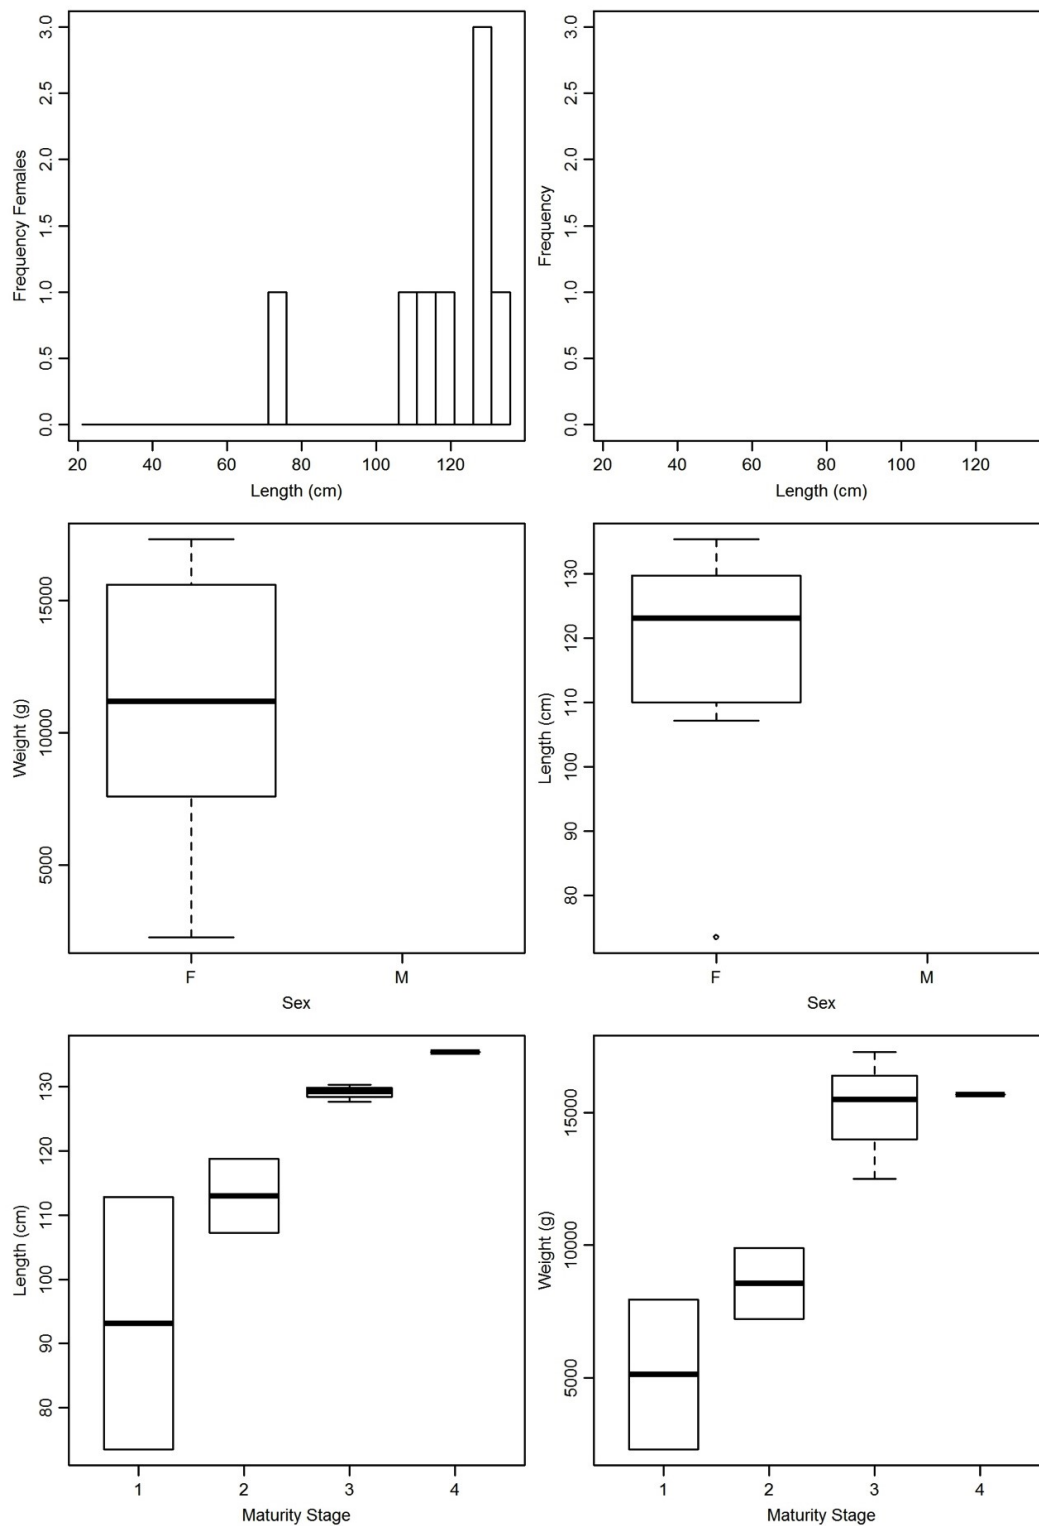 Frequency Females
0.0 0.5 1.0 1.5 2.0 2.5 3.0
20 40 60 80 100 120
Length (cm)
Frequency
0.0 0.5 1.0 1.5 2.0 2.5 3.0
20 40 60 80 100 120
Length (cm)
Weight (g)
5000 10000 15000
F M
Sex
Length (cm)
80 90 100 110 120 130
F M
Sex
Length (cm)
80 90 100 110 120 130
1 2 3 4
Maturity Stage
Weight (g)
5000 10000 15000
1 2 3 4
Maturity Stage